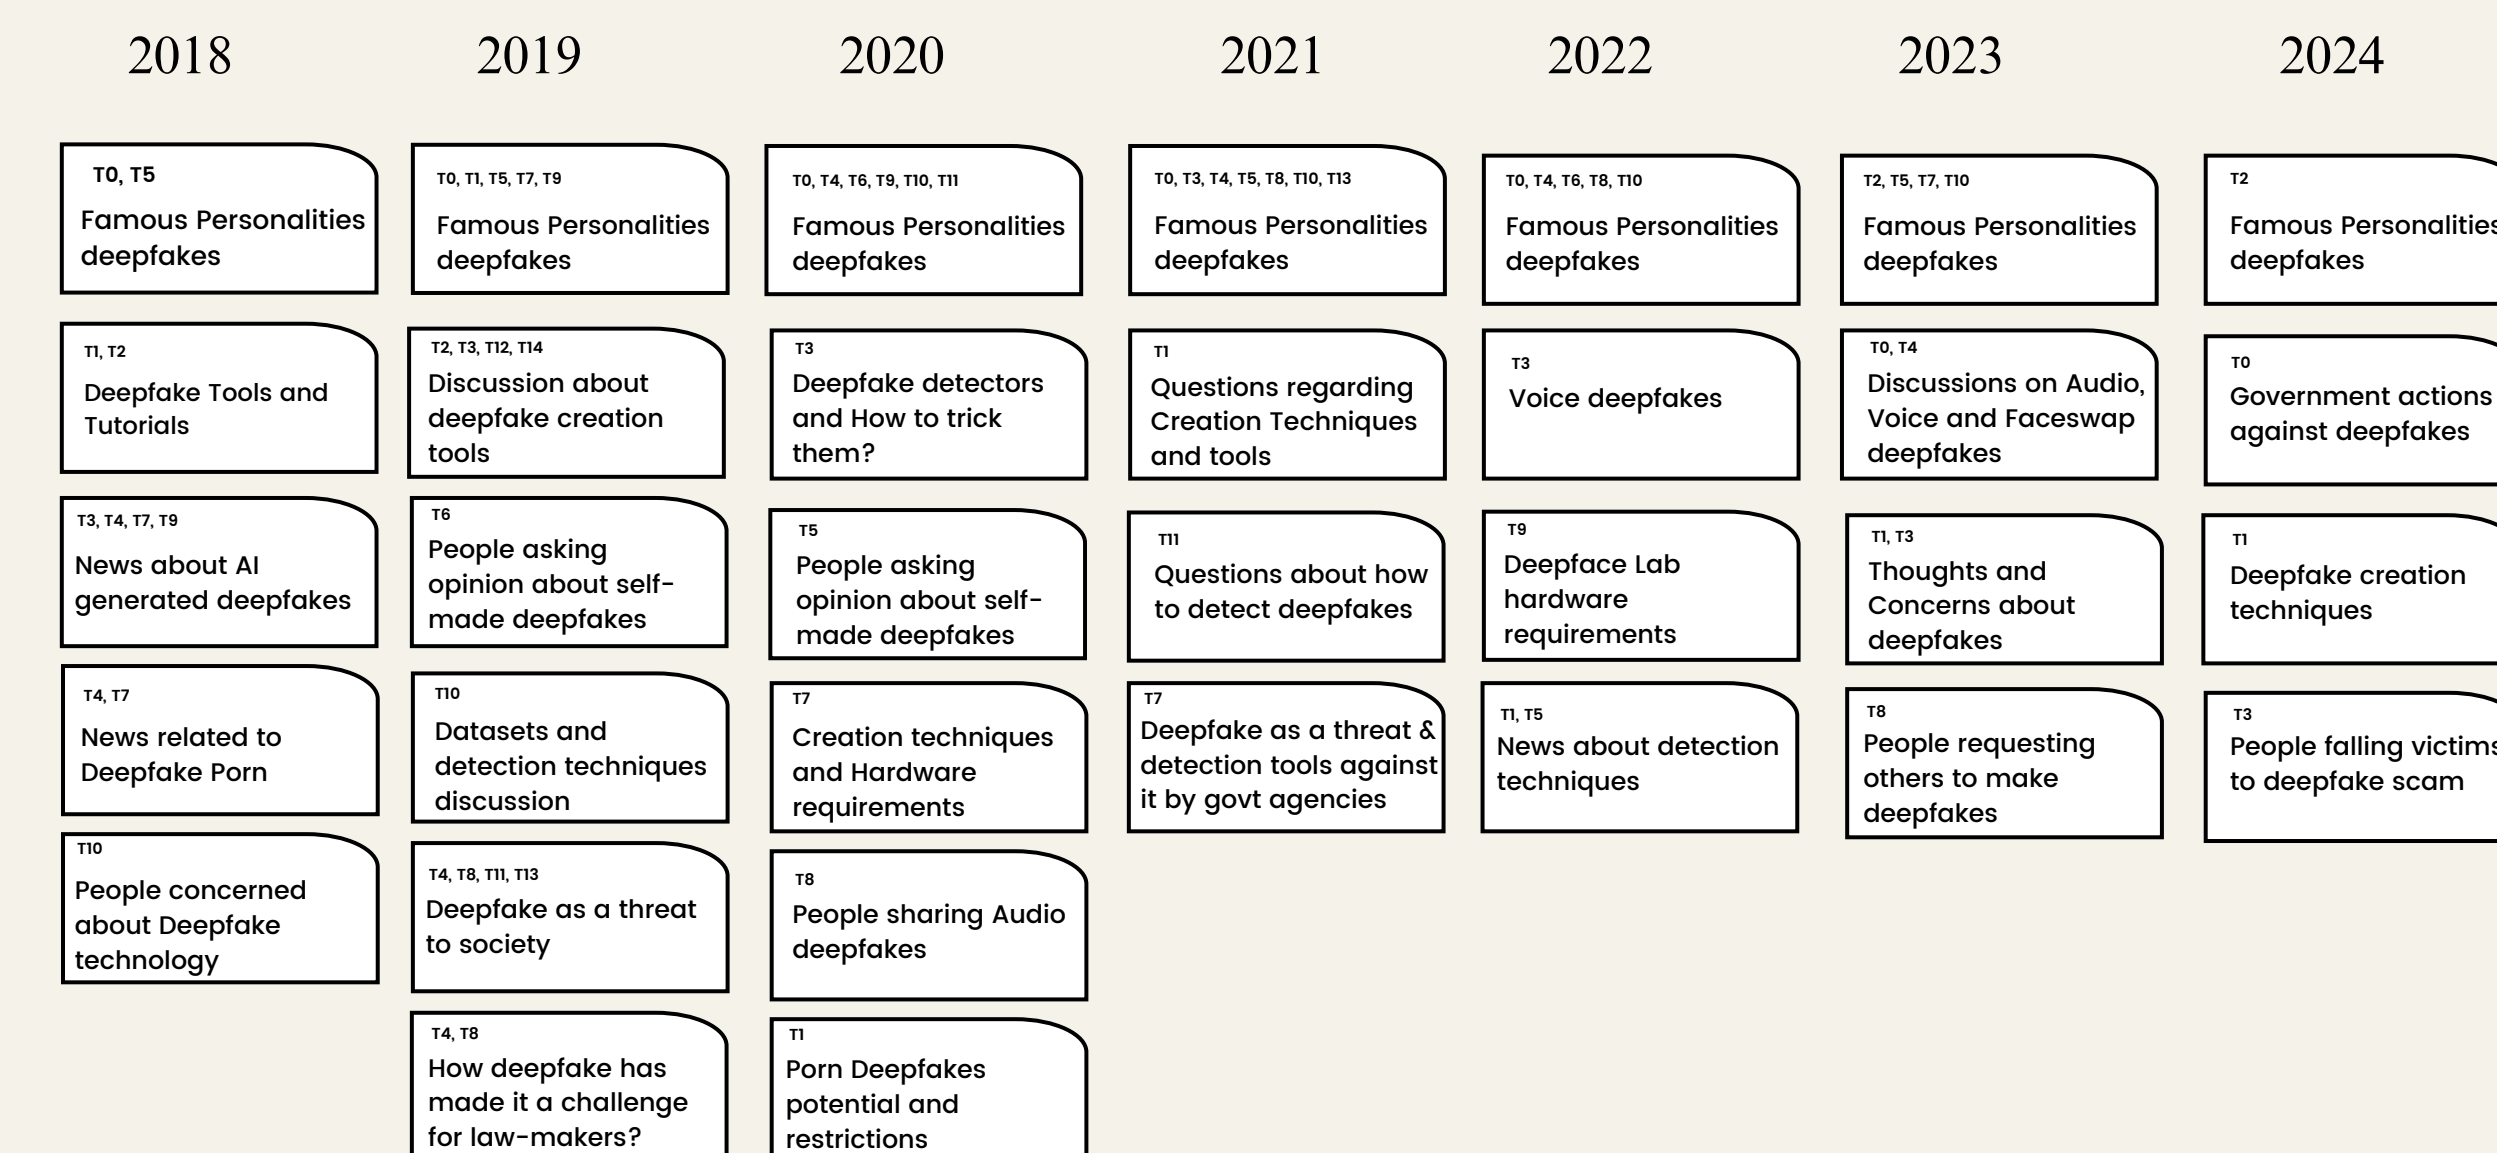 2018
2019
2020
2021
2022
2023
2024
T0, T5
Famous Personalities
deepfakes
T1, T2
Deepfake Tools and
Tutorials
T3, T4, T7, T9
News about AI
generated deepfakes
T4, T7
News related to
Deepfake Porn
T10
People concerned
about Deepfake
technology
T0, T1, T5, T7, T9
Famous Personalities
deepfakes
T2, T3, T12, T14
Discussion about
deepfake creation
tools
T6
People asking
opinion about self-
made deepfakes
T10
Datasets and
detection techniques
discussion
T4, T8, T11, T13
Deepfake as a threat
to society
T4, T8
How deepfake has
made it a challenge
for law-makers?
T0, T4, T6, T9, T10, T11
Famous Personalities
deepfakes
T3
Deepfake detectors
and How to trick
them?
T5
People asking
opinion about self-
made deepfakes
T7
Creation techniques
and Hardware
requirements
T8
People sharing Audio
deepfakes
T1
Porn Deepfakes
potential and
restrictions
T0, T3, T4, T5, T8, T10, T13
Famous Personalities
deepfakes
T1
Questions regarding
Creation Techniques
and tools
T11
Questions about how
to detect deepfakes
T7
Deepfake as a threat &
detection tools against
it by govt agencies
T0, T4, T6, T8, T10
Famous Personalities
deepfakes
T3
Voice deepfakes
T9
Deepface Lab
hardware
requirements
T1, T5
News about detection
techniques
T2, T5, T7, T10
Famous Personalities
deepfakes
T0, T4
Discussions on Audio,
Voice and Faceswap
deepfakes
T1, T3
Thoughts and
Concerns about
deepfakes
T8
People requesting
others to make
deepfakes
T2
Famous Personalities
deepfakes
T0
Government actions
against deepfakes
T1
Deepfake creation
techniques
T3
People falling victims
to deepfake scam